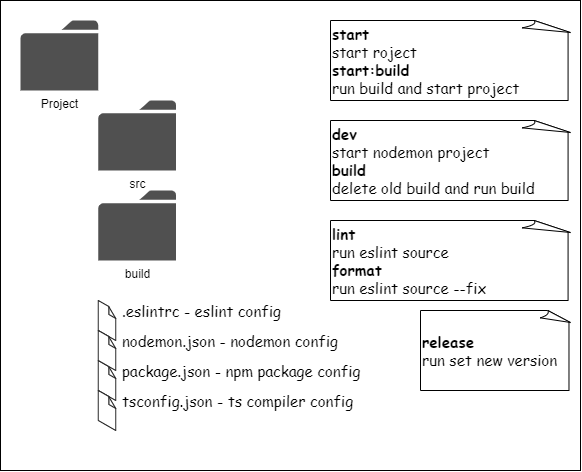 Project
src
build
.eslintrc - eslint config
nodemon.json - nodemon config
package.json - npm package config
tsconfig.json - ts compiler config
start
start roject
start:build
run build and start project
dev
start nodemon project
build
delete old build and run build
lint
run eslint source
format
run eslint source --fix
release
run set new version